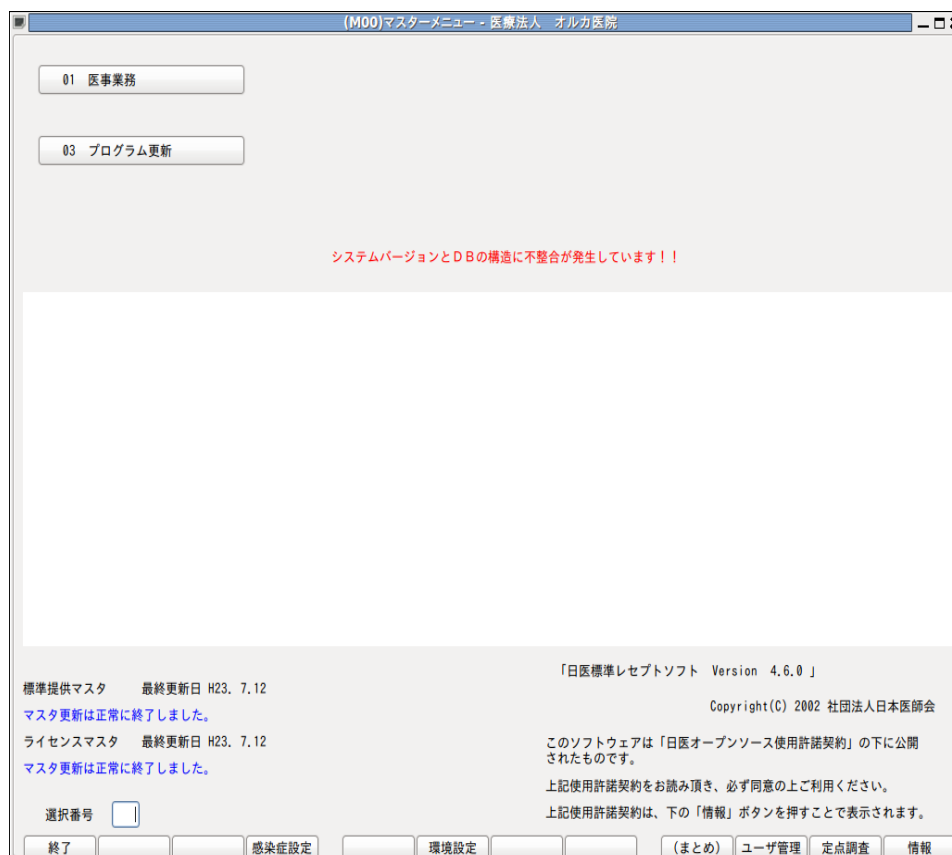 (M00)マスターメニュー - 医療法人　オルカ医院
01　医事業務
03　プログラム更新
システムバージョンとＤＢの構造に不整合が発生しています！！
「日医標準レセプトソフト　Version　4.6.0 」
標準提供マスタ　　最終更新日 H23. 7.12
Copyright(C) 2002 社団法人日本医師会
マスタ更新は正常に終了しました。
ライセンスマスタ　　最終更新日 H23. 7.12
このソフトウェアは「日医オープンソース使用許諾契約」の下に公開
されたものです。
マスタ更新は正常に終了しました。
上記使用許諾契約をお読み頂き、必ず同意の上ご利用ください。
選択番号
上記使用許諾契約は、下の「情報」ボタンを押すことで表示されます。
終了　感染症設定　環境設定　(まとめ)　ユーザ管理　定点調査　情報